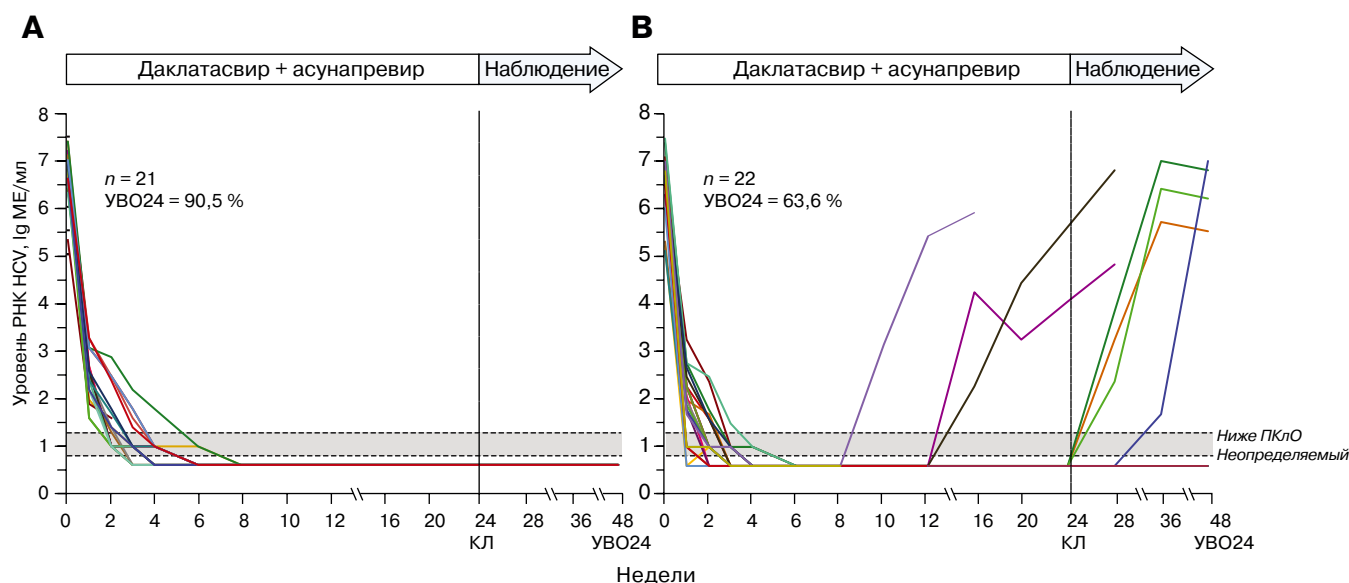 A
Даклатасвир + асунапревир
Наблюдение
Уровень РНК HCV, lg МЕ/мл
8
7
6
5
4
3
2
1
0
n = 21
УВО24 = 90,5 %
0 2 4 6 8 10 12 16 20 24 28 36 48
КЛ УВО24
B
Даклатасвир + асунапревир
Наблюдение
8
7
6
5
4
3
2
1
0
n = 22
УВО24 = 63,6 %
Ниже ПКлО
Неопределяемый
0 2 4 6 8 10 12 16 20 24 28 36 48
КЛ УВО24
Недели